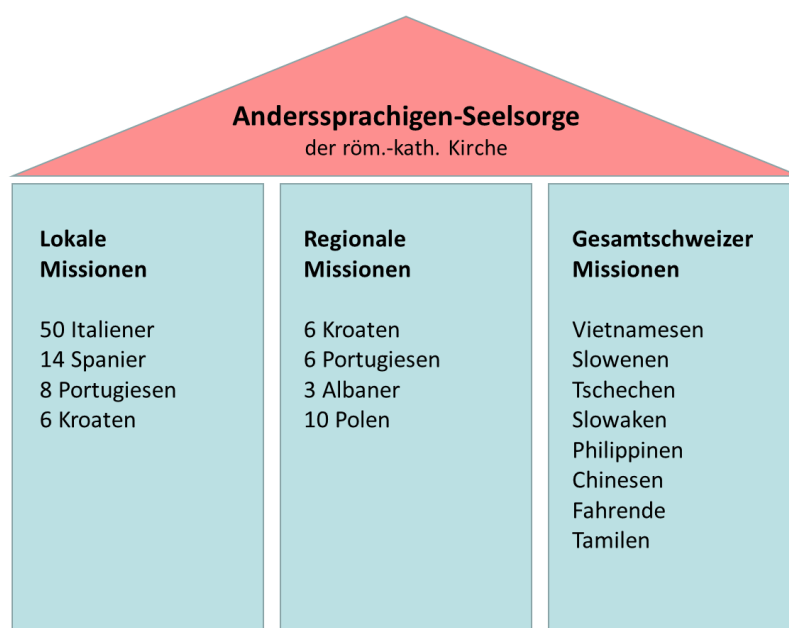 Anderssprachigen-Seelsorge
der röm.-kath. Kirche
Lokale
Missionen
50 Italiener
14 Spanier
8 Portugiesen
6 Kroaten
Regionale
Missionen
6 Kroaten
6 Portugiesen
3 Albaner
10 Polen
Gesamtschweizer
Missionen
Vietnamesen
Slowenen
Tschechen
Slowaken
Philippinen
Chinesen
Fahrende
Tamilen